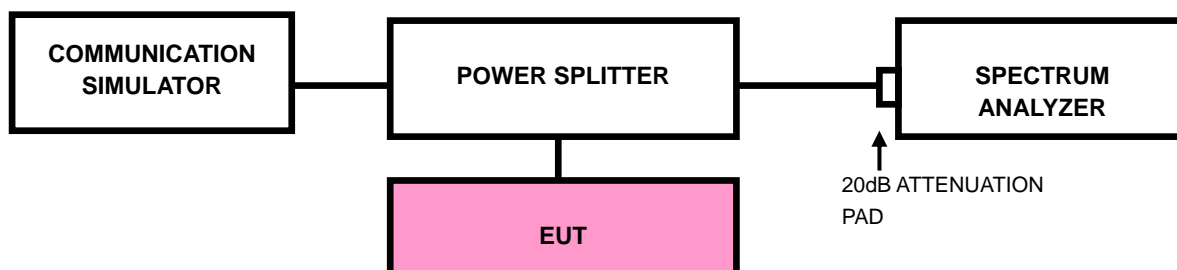 COMMUNICATION
SIMULATOR
POWER SPLITTER
SPECTRUM
ANALYZER
20dB ATTENUATION
PAD
EUT